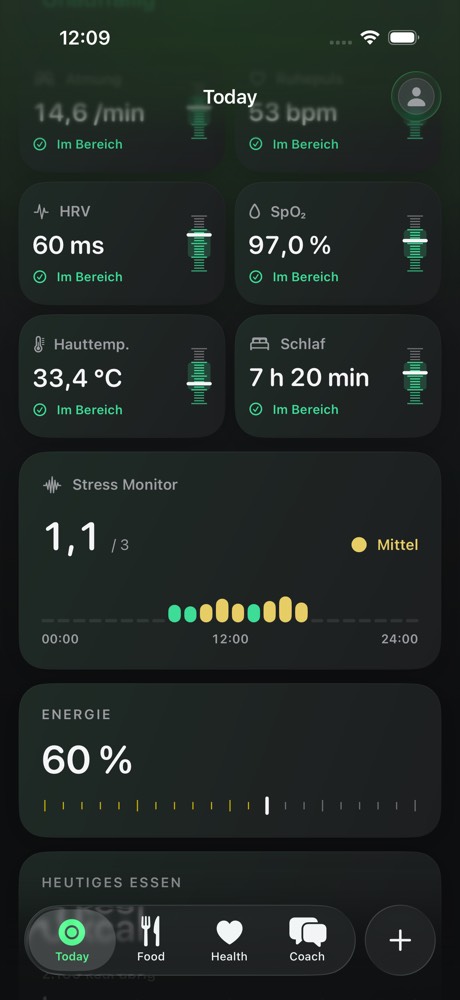 12:09
Today
14,6 /min
53 bpm
Im Bereich
Im Bereich
HRV
SpO₂
60 ms
97,0 %
Im Bereich
Im Bereich
Hauttemp.
Schlaf
33,4 °C
7 h 20 min
Im Bereich
Im Bereich
Stress Monitor
1,1 / 3
Mittel
00:00
12:00
24:00
ENERGIE
60 %
HEUTIGES ESSEN
Today
Food
Health
Coach